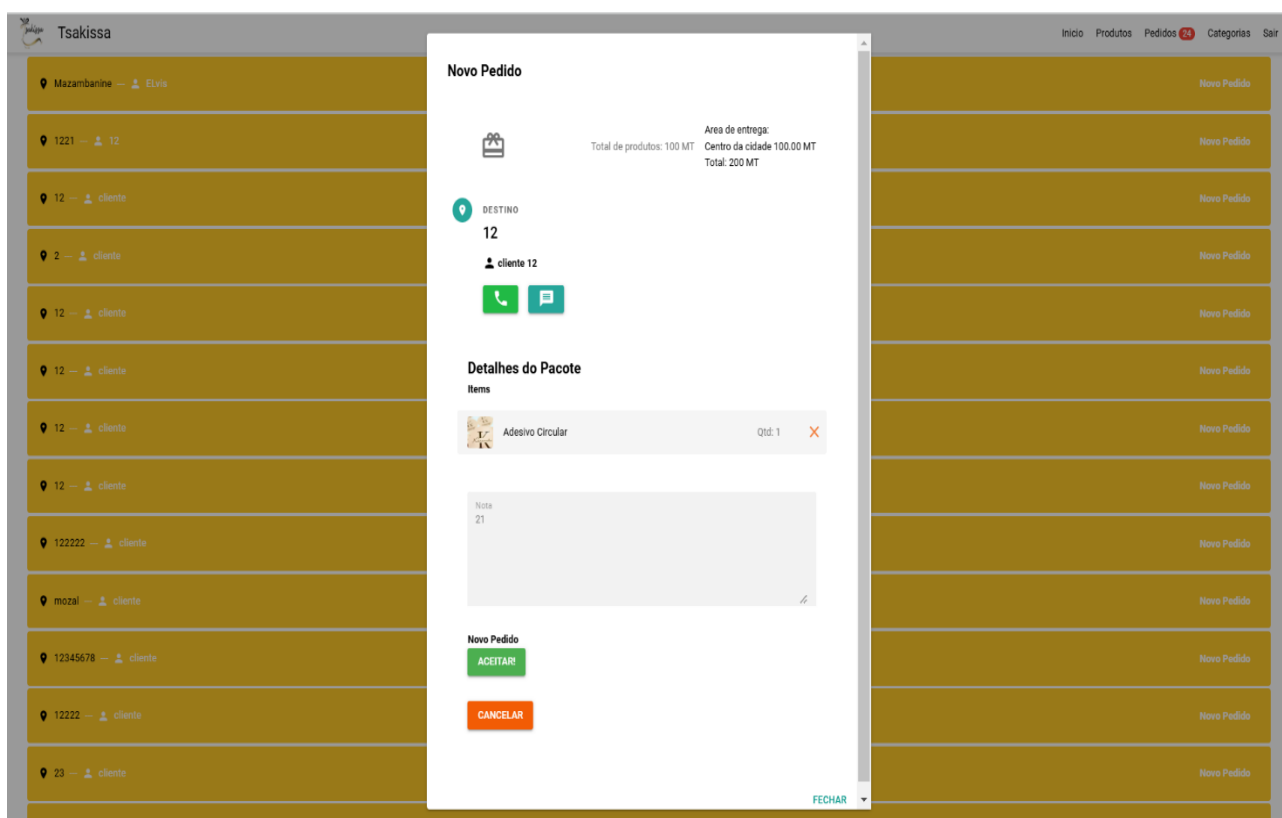 Tsakissa
Inicio Produtos Pedidos 24 Categorias Sair
Mazambanine — ELvis Novo Pedido
1221 — 12 Novo Pedido
12 — cliente Novo Pedido
2 — cliente Novo Pedido
12 — cliente Novo Pedido
12 — cliente Novo Pedido
12 — cliente Novo Pedido
12 — cliente Novo Pedido
122222 — cliente Novo Pedido
mozal — cliente Novo Pedido
12345678 — cliente Novo Pedido
12222 — cliente Novo Pedido
23 — cliente Novo Pedido
Novo Pedido
Total de produtos: 100 MT
Area de entrega:
Centro da cidade 100.00 MT
Total: 200 MT
DESTINO
12
cliente 12
Detalhes do Pacote
Items
Adesivo Circular Qtd: 1 X
Note
21
Novo Pedido
ACEITAR!
CANCELAR
FECHAR